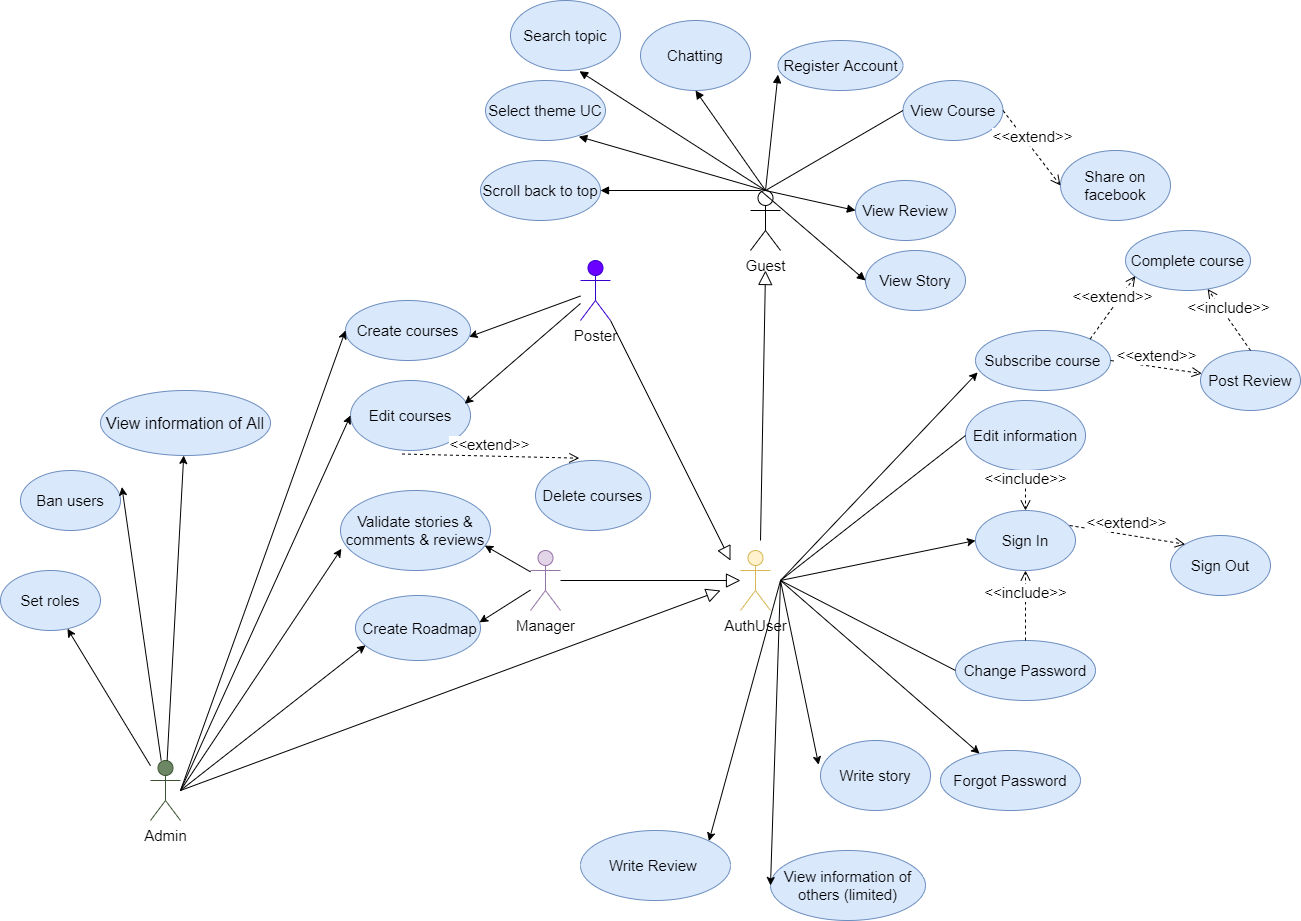 Search topic
Chatting
Register Account
Select theme UC
View Course
<<extend>>
Scroll back to top
Share on
facebook
View Review
Guest
View Story
Complete course
Poster
<<extend>>
<<include>>
Create courses
Subscribe course
<<extend>>
Post Review
Edit courses
View information of All
Edit information
<<extend>>
<<include>>
Delete courses
Ban users
Validate stories &
comments & reviews
Sign In
<<extend>>
Sign Out
Set roles
<<include>>
Create Roadmap
Manager
AuthUser
Change Password
Write story
Forgot Password
Admin
Write Review
View information of
others (limited)